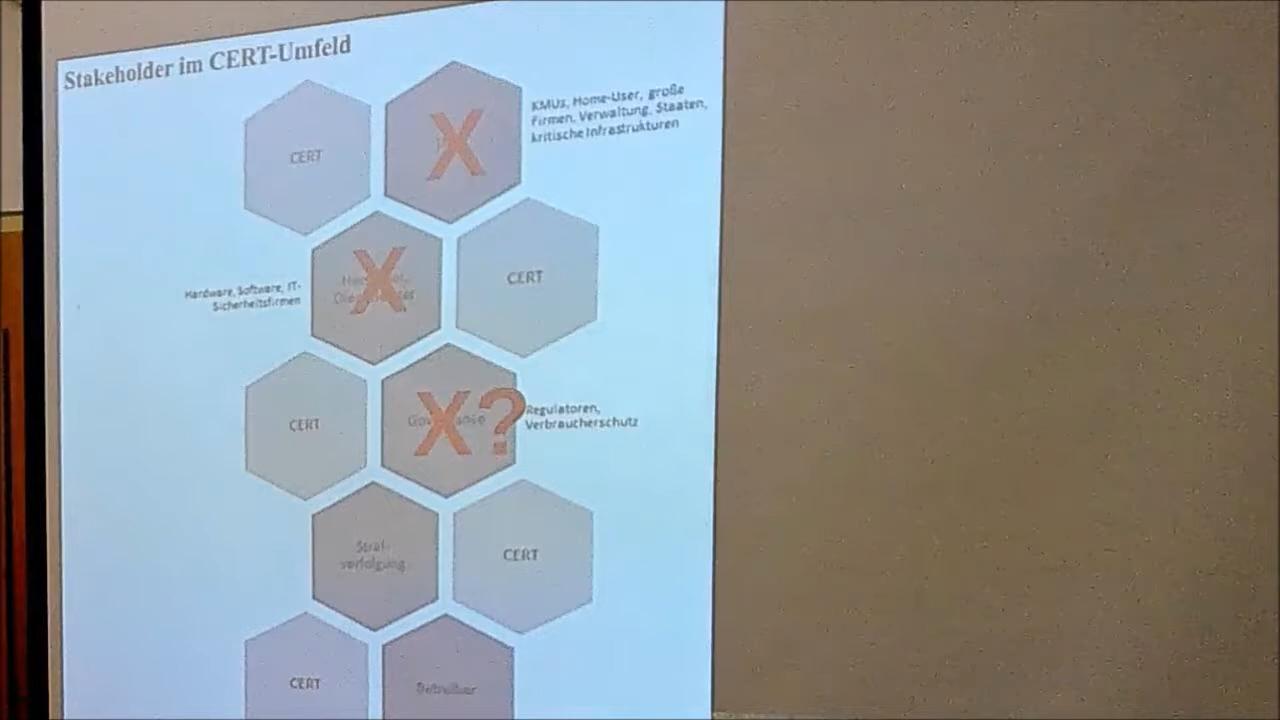 Stakeholder im CERT-Umfeld
CERT
X
KMUs, Home-User, große
Firmen, Verwaltung, Staaten,
kritische Infrastrukturen
Hardware, Software, IT-
Sicherheitsfirmen
X
CERT
CERT
X?
Regulatoren,
Verbraucherschutz
Straf-
verfolgung
CERT
CERT
Betreiber